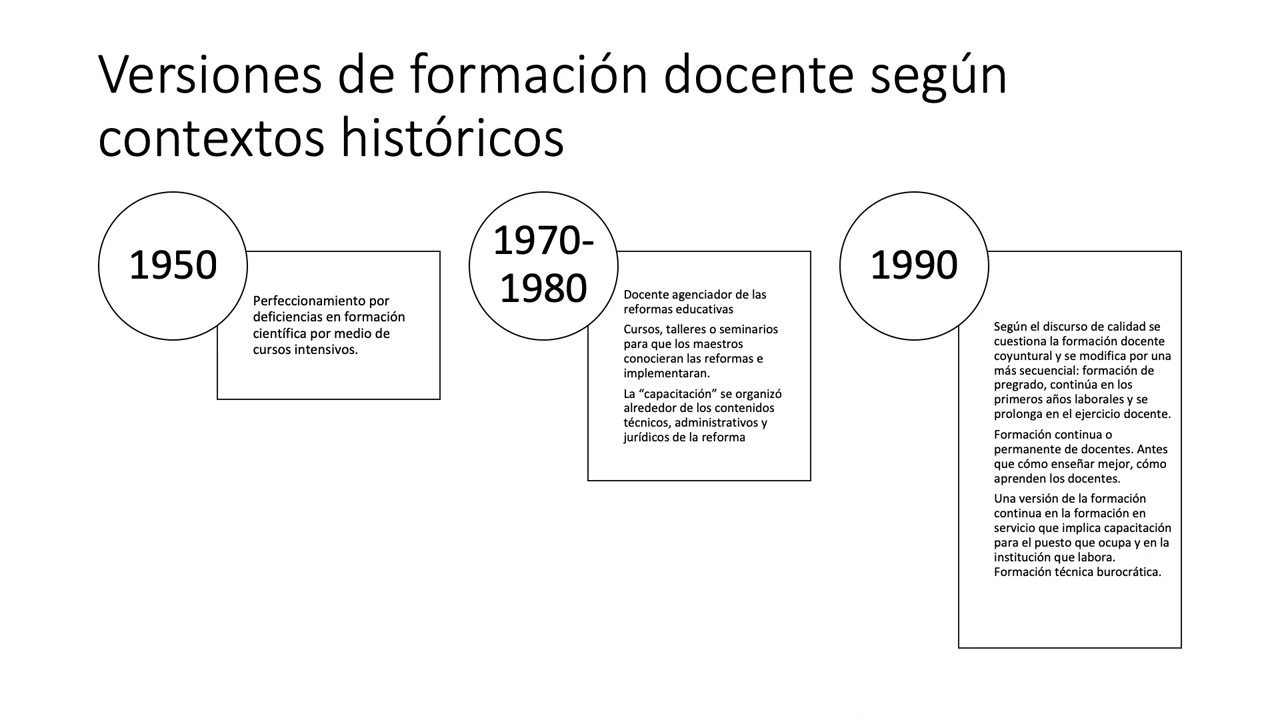 Versiones de formación docente según
contextos históricos
1950
Perfeccionamiento por
deficiencias en formación
científica por medio de
cursos intensivos.
1970-
1980
Docente agenciador de las
reformas educativas
Cursos, talleres o seminarios
para que los maestros
conocieran las reformas e
implementaran.
La “capacitación” se organizó
alrededor de los contenidos
técnicos, administrativos y
jurídicos de la reforma
1990
Según el discurso de calidad se
cuestiona la formación docente
coyuntural y se modifica por una
más secuencial: formación de
pregrado, continúa en los
primeros años laborales y se
prolonga en el ejercicio docente.
Formación continua o
permanente de docentes. Antes
que cómo enseñar mejor, cómo
aprenden los docentes.
Una versión de la formación
continua en la formación en
servicio que implica capacitación
para el puesto que ocupa y en la
institución que labora.
Formación técnica burocrática.